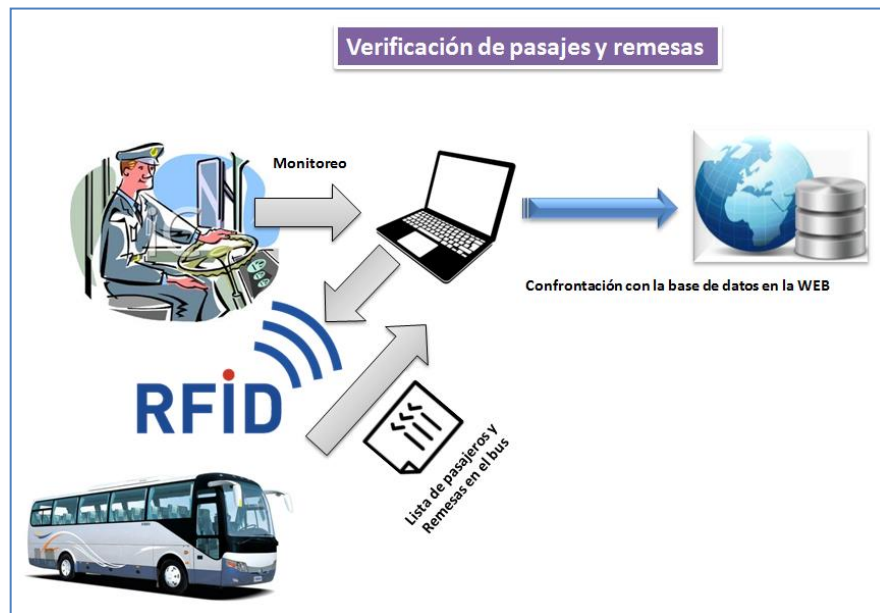 Verificación de pasajes y remesas
Monitoreo
Confrontación con la base de datos en la WEB
RFiD
Lista de pasajeros y
Remesas en el bus